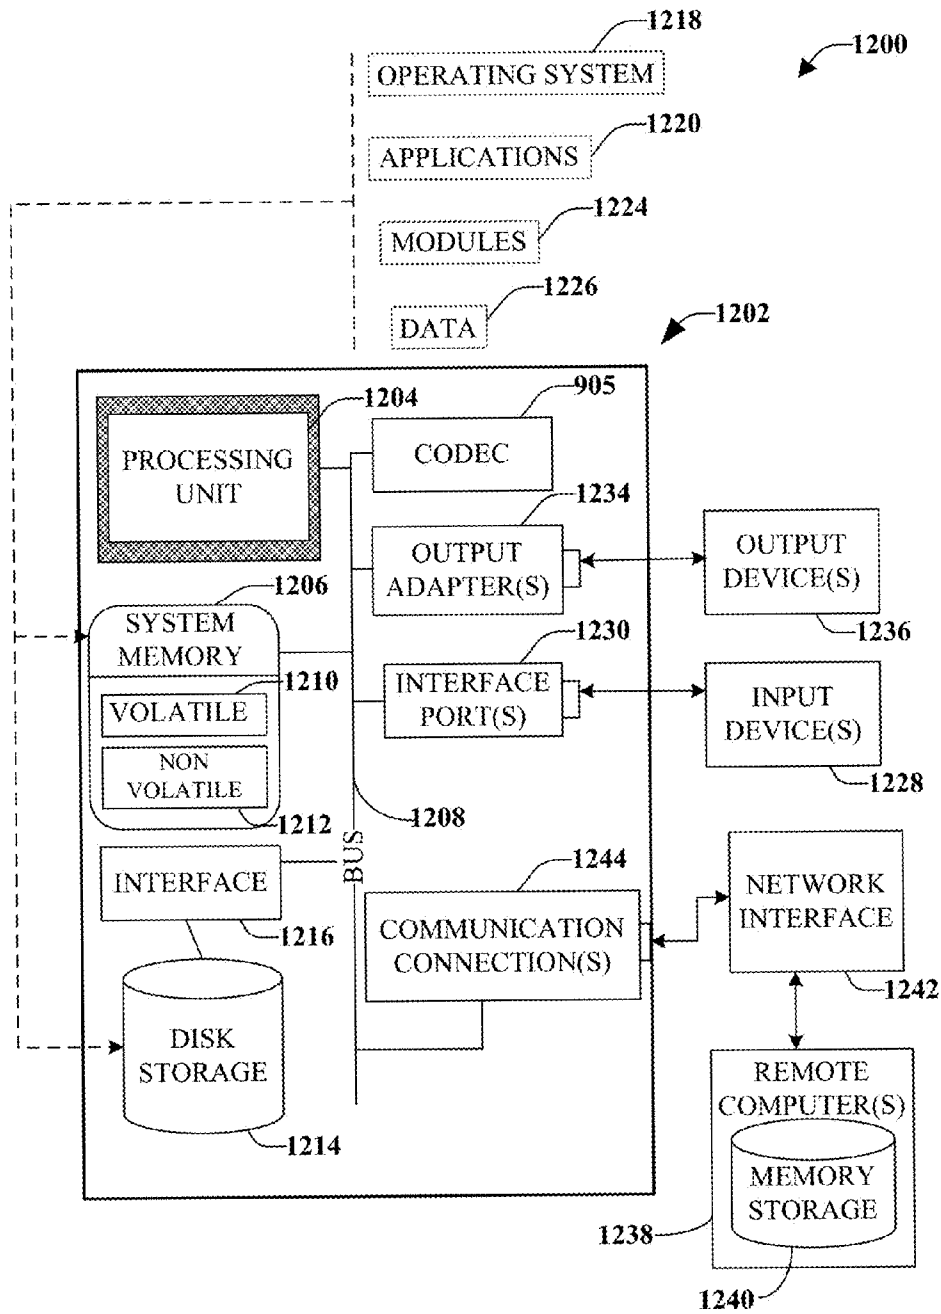 1218
1200
OPERATING SYSTEM
1220
APPLICATIONS
1224
MODULES
1226
DATA
1202
1204
905
PROCESSING
UNIT
CODEC
1234
OUTPUT
ADAPTER(S)
OUTPUT
DEVICE(S)
1236
1206
SYSTEM
MEMORY
1210
VOLATILE
NON
VOLATILE
1212
1230
INTERFACE
PORT(S)
INPUT
DEVICE(S)
1228
1208
BUS
INTERFACE
1216
1244
COMMUNICATION
CONNECTION(S)
NETWORK
INTERFACE
1242
DISK
STORAGE
1214
REMOTE
COMPUTER(S)
MEMORY
STORAGE
1238
1240